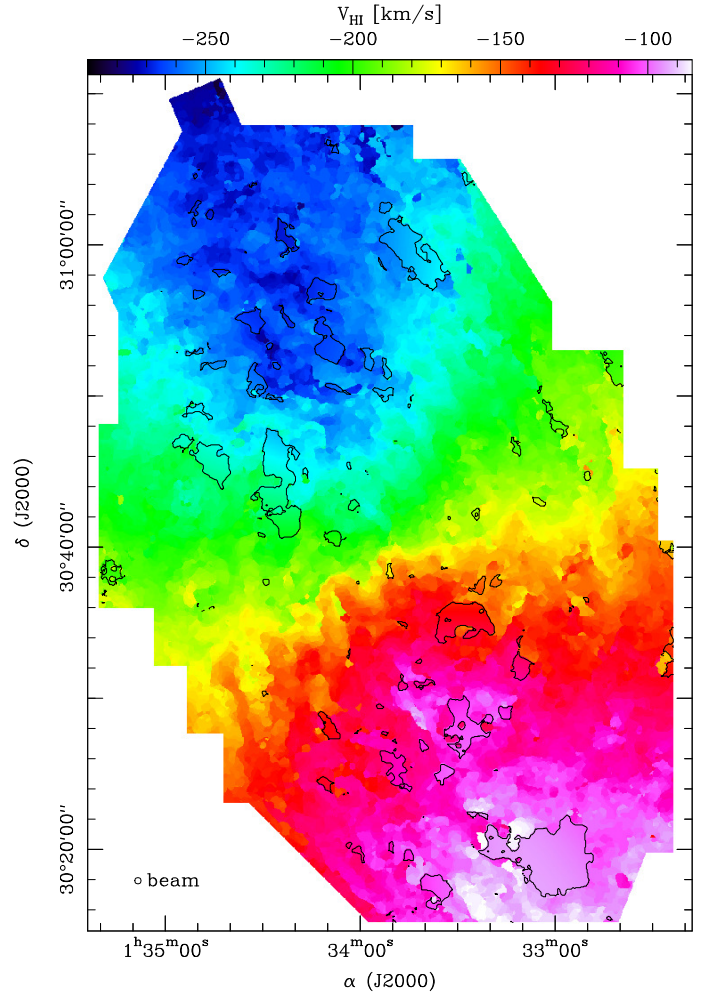 V_HI [km/s]
−250 −200 −150 −100
31°00′00″
δ (J2000)
30°40′00″
30°20′00″
beam
1ʰ35ᵐ00ˢ 34ᵐ00ˢ 33ᵐ00ˢ
α (J2000)